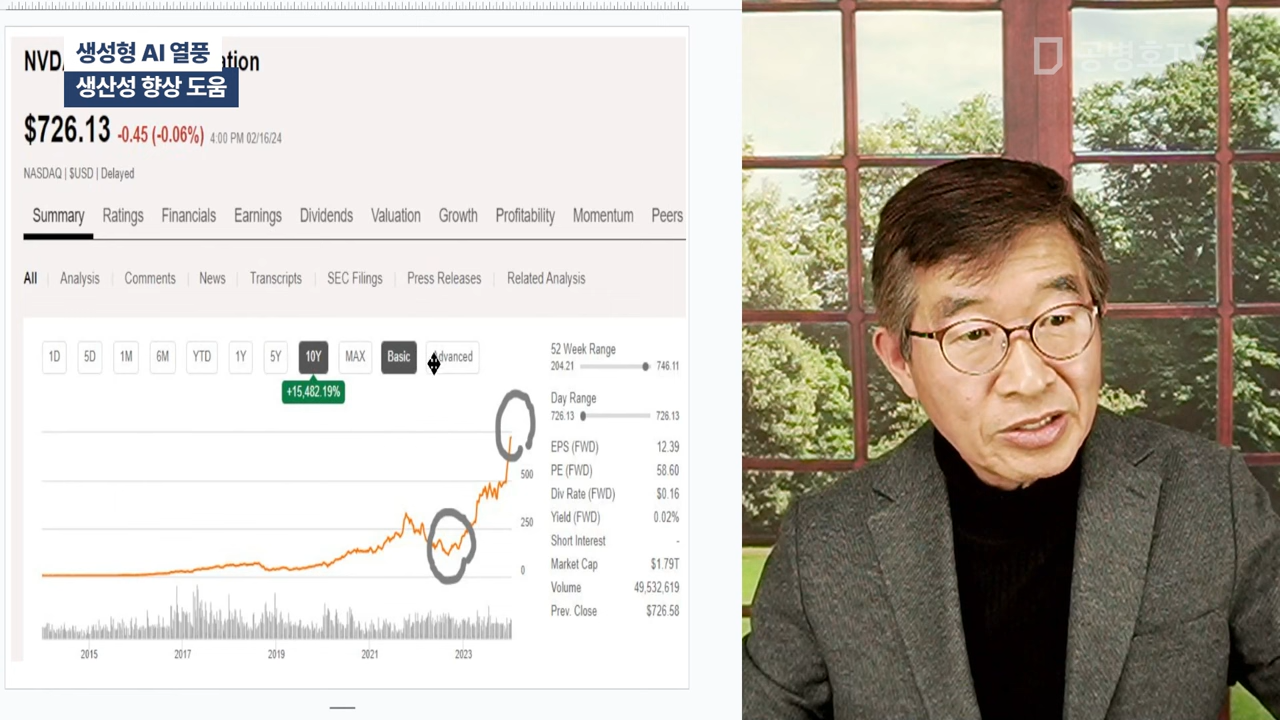 생성형 AI 열풍
생산성 향상 도움
NVD
ation
$726.13 -0.45 (-0.06%) 4:00 PM 02/16/24
NASDAQ | $USD | Delayed
Summary Ratings Financials Earnings Dividends Valuation Growth Profitability Momentum Peers
All Analysis Comments News Transcripts SEC Filings Press Releases Related Analysis
1D 5D 1M 6M YTD 1Y 5Y 10Y MAX Basic dvanced
+15,482.19%
500
250
0
2015 2017 2019 2021 2023
52 Week Range
204.21 746.11
Day Range
726.13 726.13
EPS (FWD) 12.39
PE (FWD) 58.60
Div Rate (FWD) $0.16
Yield (FWD) 0.02%
Short Interest -
Market Cap $1.79T
Volume 49,532,619
Prev. Close $726.58
공병호TV